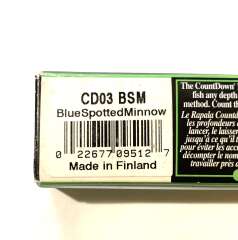 CD03 BSM
BlueSpottedMinnow
0 22677 09512 7
Made in Finland
The CountDown
fish any depth
method. Count th
Le Rapala Countd
les profondeurs
lancer, le laisser
jusqu'à ce qu'il
pour éviter les acc
décompter le nom
travailler près